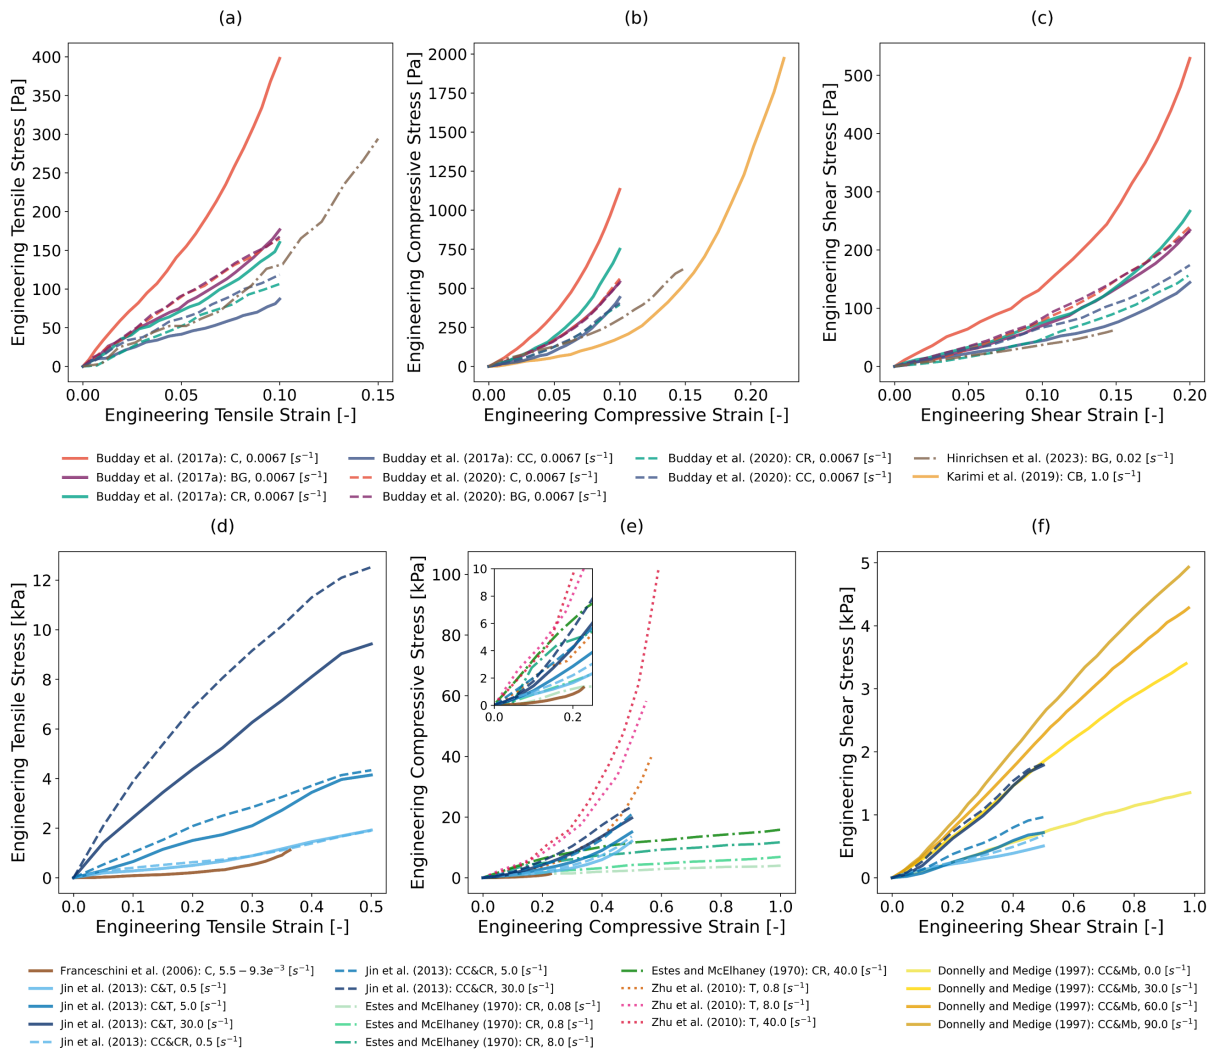 (a)
(b)
(c)
400
350
300
250
200
150
100
50
0
0.00
0.05
0.10
0.15
Engineering Tensile Stress [Pa]
Engineering Tensile Strain [-]
2000
1750
1500
1250
1000
750
500
250
0
0.00
0.05
0.10
0.15
0.20
Engineering Compressive Stress [Pa]
Engineering Compressive Strain [-]
500
400
300
200
100
0
0.00
0.05
0.10
0.15
0.20
Engineering Shear Stress [Pa]
Engineering Shear Strain [-]
Budday et al. (2017a): C, 0.0067 [s⁻¹]
Budday et al. (2017a): BG, 0.0067 [s⁻¹]
Budday et al. (2017a): CR, 0.0067 [s⁻¹]
Budday et al. (2017a): CC, 0.0067 [s⁻¹]
Budday et al. (2020): C, 0.0067 [s⁻¹]
Budday et al. (2020): BG, 0.0067 [s⁻¹]
Budday et al. (2020): CR, 0.0067 [s⁻¹]
Budday et al. (2020): CC, 0.0067 [s⁻¹]
Hinrichsen et al. (2023): BG, 0.02 [s⁻¹]
Karimi et al. (2019): CB, 1.0 [s⁻¹]
(d)
(e)
(f)
12
10
8
6
4
2
0
0.0
0.1
0.2
0.3
0.4
0.5
Engineering Tensile Stress [kPa]
Engineering Tensile Strain [-]
100
80
60
40
20
0
0.0
0.2
0.4
0.6
0.8
1.0
10
8
6
4
2
0
0.0
0.2
Engineering Compressive Stress [kPa]
Engineering Compressive Strain [-]
5
4
3
2
1
0
0.0
0.2
0.4
0.6
0.8
1.0
Engineering Shear Stress [kPa]
Engineering Shear Strain [-]
Franceschini et al. (2006): C, 5.5 − 9.3e⁻³ [s⁻¹]
Jin et al. (2013): C&T, 0.5 [s⁻¹]
Jin et al. (2013): C&T, 5.0 [s⁻¹]
Jin et al. (2013): C&T, 30.0 [s⁻¹]
Jin et al. (2013): CC&CR, 0.5 [s⁻¹]
Jin et al. (2013): CC&CR, 5.0 [s⁻¹]
Jin et al. (2013): CC&CR, 30.0 [s⁻¹]
Estes and McElhaney (1970): CR, 0.08 [s⁻¹]
Estes and McElhaney (1970): CR, 0.8 [s⁻¹]
Estes and McElhaney (1970): CR, 8.0 [s⁻¹]
Estes and McElhaney (1970): CR, 40.0 [s⁻¹]
Zhu et al. (2010): T, 0.8 [s⁻¹]
Zhu et al. (2010): T, 8.0 [s⁻¹]
Zhu et al. (2010): T, 40.0 [s⁻¹]
Donnelly and Medige (1997): CC&Mb, 0.0 [s⁻¹]
Donnelly and Medige (1997): CC&Mb, 30.0 [s⁻¹]
Donnelly and Medige (1997): CC&Mb, 60.0 [s⁻¹]
Donnelly and Medige (1997): CC&Mb, 90.0 [s⁻¹]